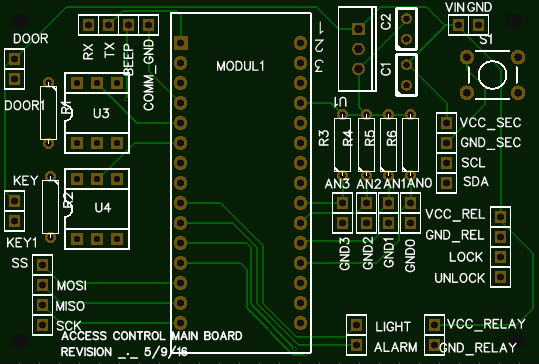 VIN GND
DOOR
C2
S1
RX
TX
BEEP
COMM_GND
1
2
3
MODUL1
C1
DOOR1
R1
U3
U1
R3
R4
R5
R6
VCC_SEC
GND_SEC
SCL
SDA
KEY
R2
U4
AN3
AN2
AN1
AN0
VCC_REL
GND_REL
LOCK
UNLOCK
KEY1
GND3
GND2
GND1
GND0
SS
MOSI
MISO
SCK
LIGHT
VCC_RELAY
ALARM
GND_RELAY
ACCESS CONTROL MAIN BOARD
REVISION _._ 5/9/16